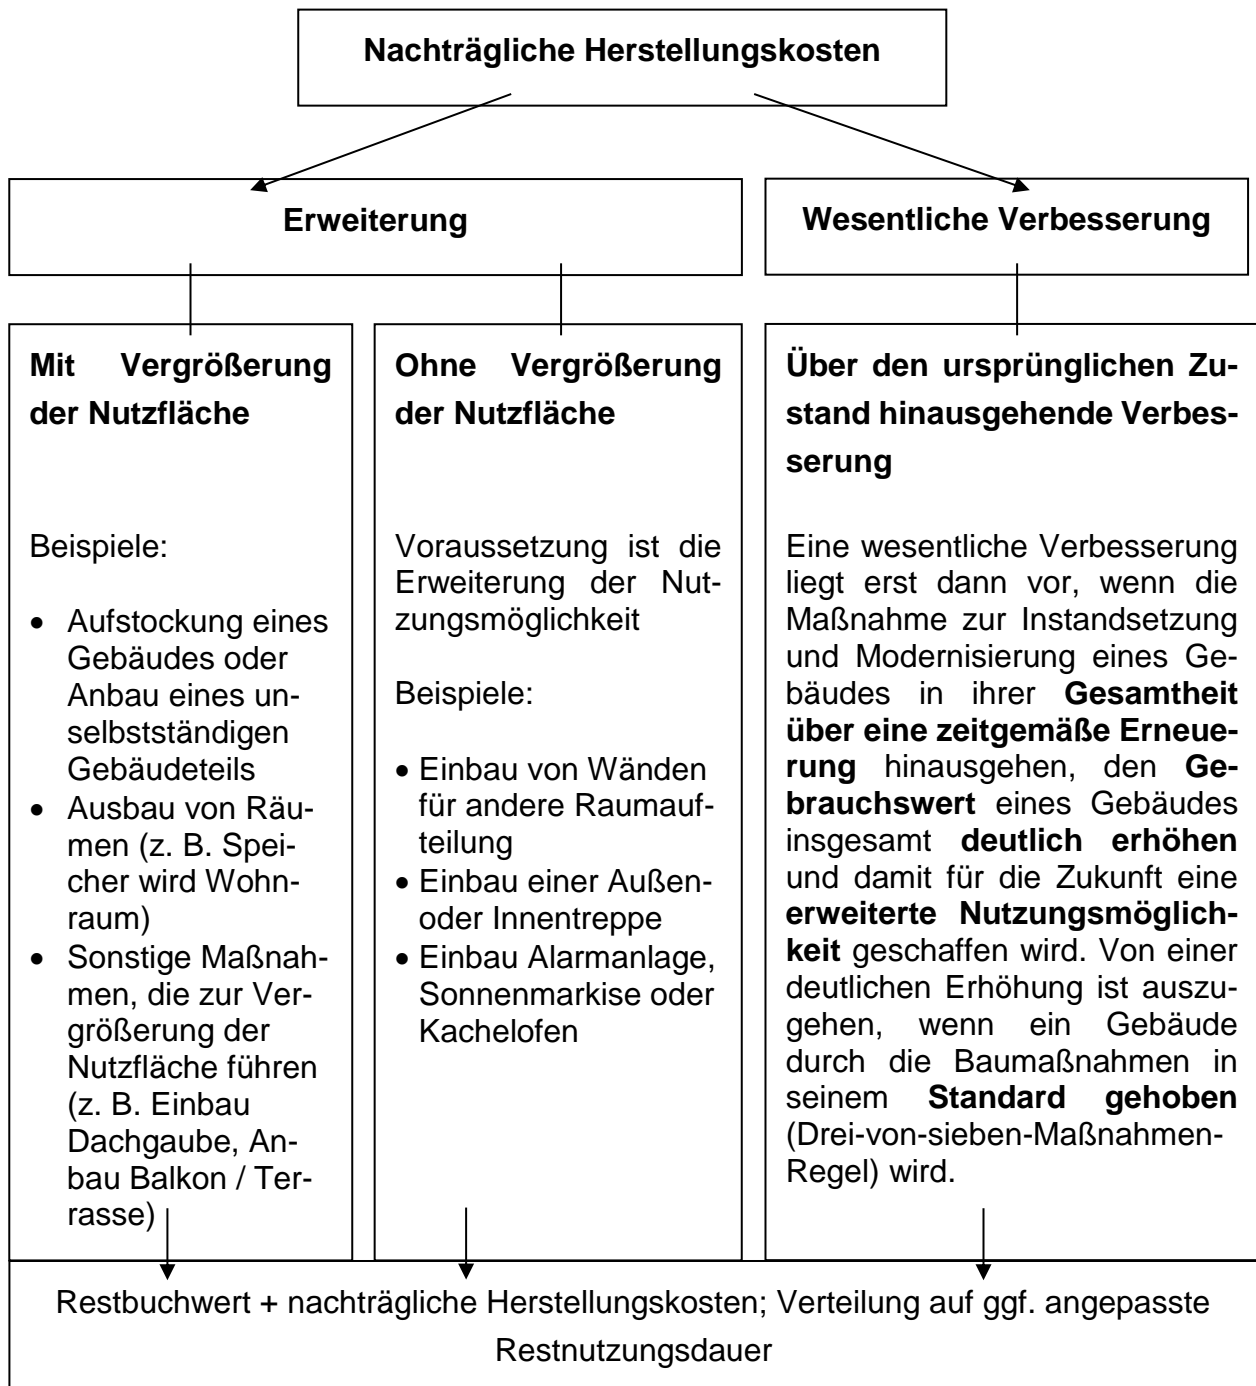 Nachträgliche Herstellungskosten
Erweiterung
Wesentliche Verbesserung
Mit Vergrößerung
der Nutzfläche
Beispiele:
• Aufstockung eines
Gebäudes oder
Anbau eines un-
selbstständigen
Gebäudeteils
• Ausbau von Räu-
men (z. B. Spei-
cher wird Wohn-
raum)
• Sonstige Maßnah-
men, die zur Ver-
größerung der
Nutzfläche führen
(z. B. Einbau
Dachgaube, An-
bau Balkon / Ter-
rasse)
Ohne Vergrößerung
der Nutzfläche
Voraussetzung ist die
Erweiterung der Nut-
zungsmöglichkeit
Beispiele:
• Einbau von Wänden
für andere Raumauf-
teilung
• Einbau einer Außen-
oder Innentreppe
• Einbau Alarmanlage,
Sonnenmarkise oder
Kachelofen
Über den ursprünglichen Zu-
stand hinausgehende Verbes-
serung
Eine wesentliche Verbesserung
liegt erst dann vor, wenn die
Maßnahme zur Instandsetzung
und Modernisierung eines Ge-
bäudes in ihrer Gesamtheit
über eine zeitgemäße Erneue-
rung hinausgehen, den Ge-
brauchswert eines Gebäudes
insgesamt deutlich erhöhen
und damit für die Zukunft eine
erweiterte Nutzungsmöglich-
keit geschaffen wird. Von einer
deutlichen Erhöhung ist auszu-
gehen, wenn ein Gebäude
durch die Baumaßnahmen in
seinem Standard gehoben
(Drei-von-sieben-Maßnahmen-
Regel) wird.
Restbuchwert + nachträgliche Herstellungskosten; Verteilung auf ggf. angepasste
Restnutzungsdauer